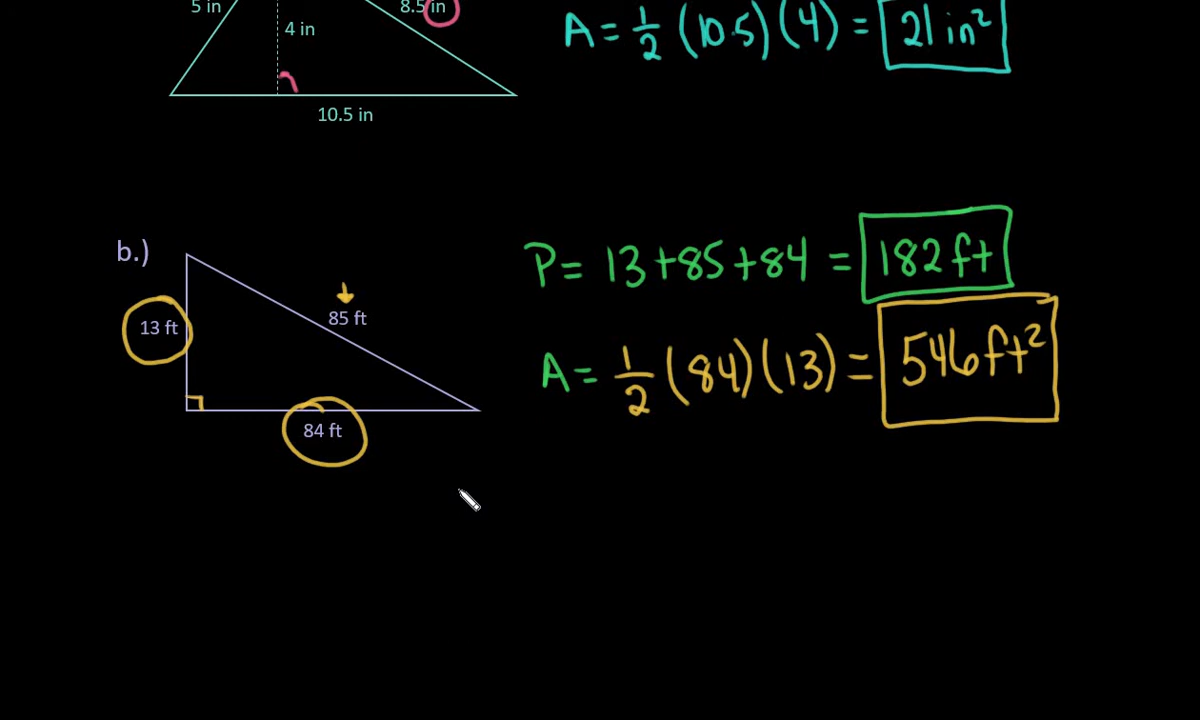 5 in
8.5 in
4 in
10.5 in
A = 1/2 (10.5)(4) = 21 in²
b.)
13 ft
85 ft
84 ft
P = 13+85+84 = 182 ft
A = 1/2 (84)(13) = 546 ft²